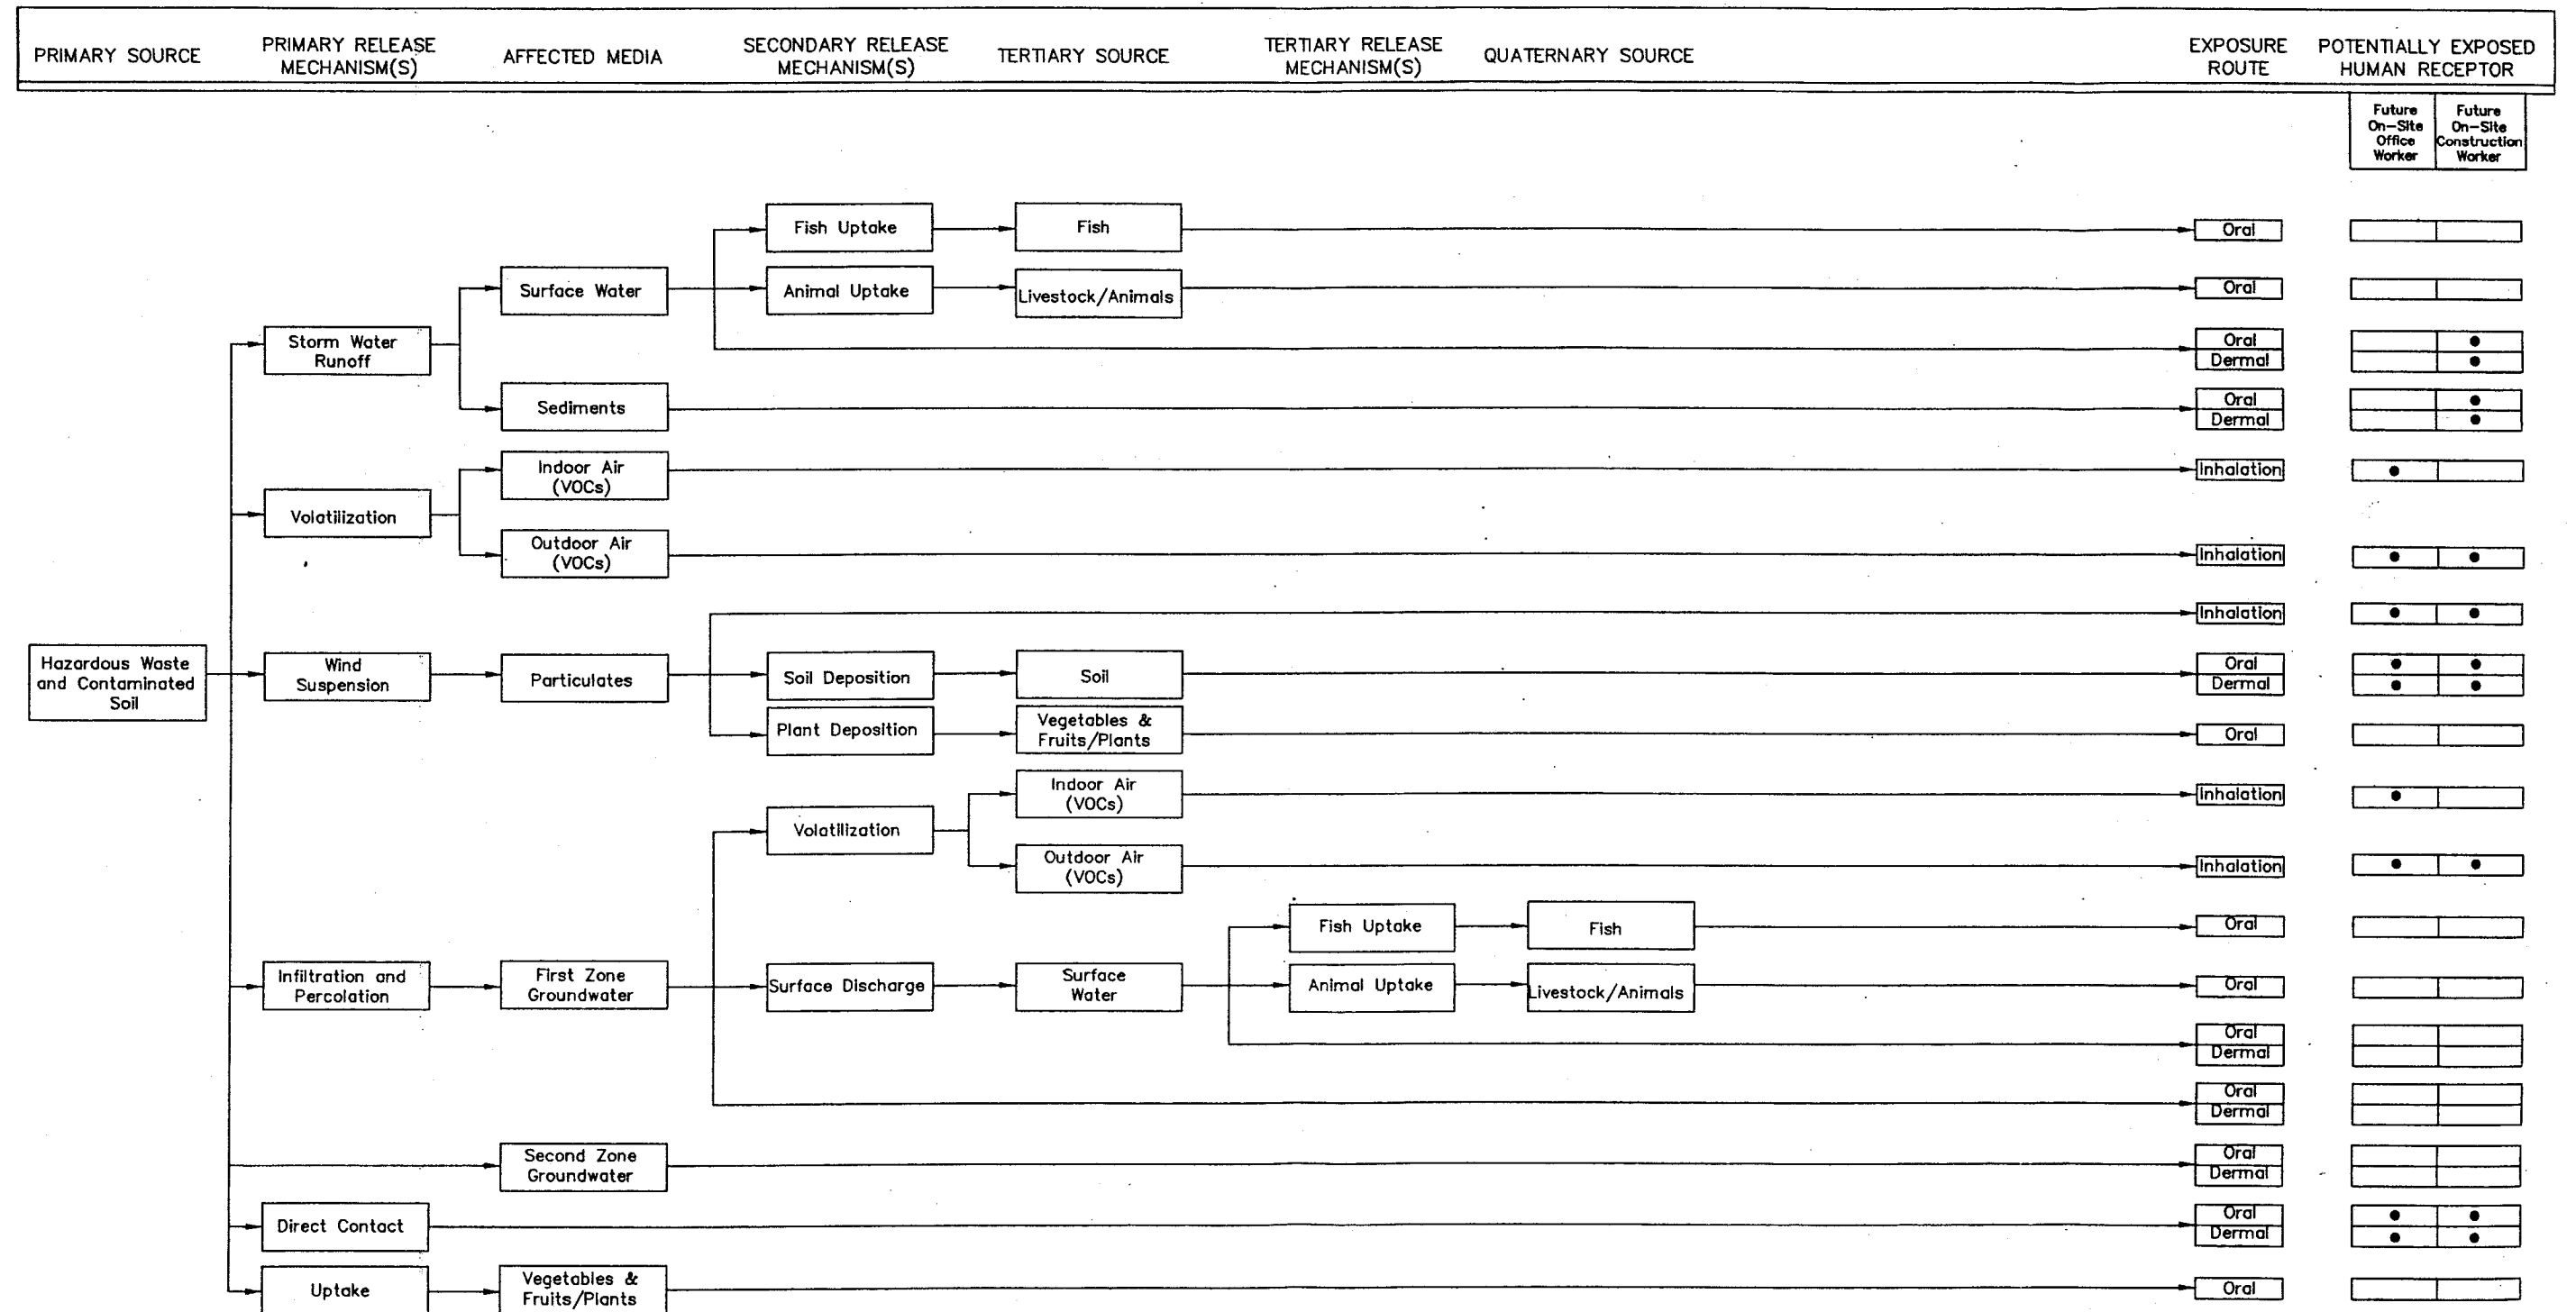 PRIMARY SOURCE
PRIMARY RELEASE
MECHANISM(S)
AFFECTED MEDIA
SECONDARY RELEASE
MECHANISM(S)
TERTIARY SOURCE
TERTIARY RELEASE
MECHANISM(S)
QUATERNARY SOURCE
EXPOSURE
ROUTE
POTENTIALLY EXPOSED
HUMAN RECEPTOR
Future
On-Site
Office
Worker
Future
On-Site
Construction
Worker
Fish Uptake
Fish
Oral
Surface Water
Animal Uptake
Livestock/Animals
Oral
Storm Water
Runoff
Oral
Dermal
Sediments
Oral
Dermal
Indoor Air
(VOCs)
Inhalation
Volatilization
Outdoor Air
(VOCs)
Inhalation
Inhalation
Hazardous Waste
and Contaminated
Soil
Wind
Suspension
Particulates
Soil Deposition
Soil
Oral
Dermal
Plant Deposition
Vegetables &
Fruits/Plants
Oral
Indoor Air
(VOCs)
Inhalation
Volatilization
Outdoor Air
(VOCs)
Inhalation
Fish Uptake
Fish
Oral
Infiltration and
Percolation
First Zone
Groundwater
Surface Discharge
Surface
Water
Animal Uptake
Livestock/Animals
Oral
Oral
Dermal
Oral
Dermal
Second Zone
Groundwater
Oral
Dermal
Direct Contact
Oral
Dermal
Uptake
Vegetables &
Fruits/Plants
Oral